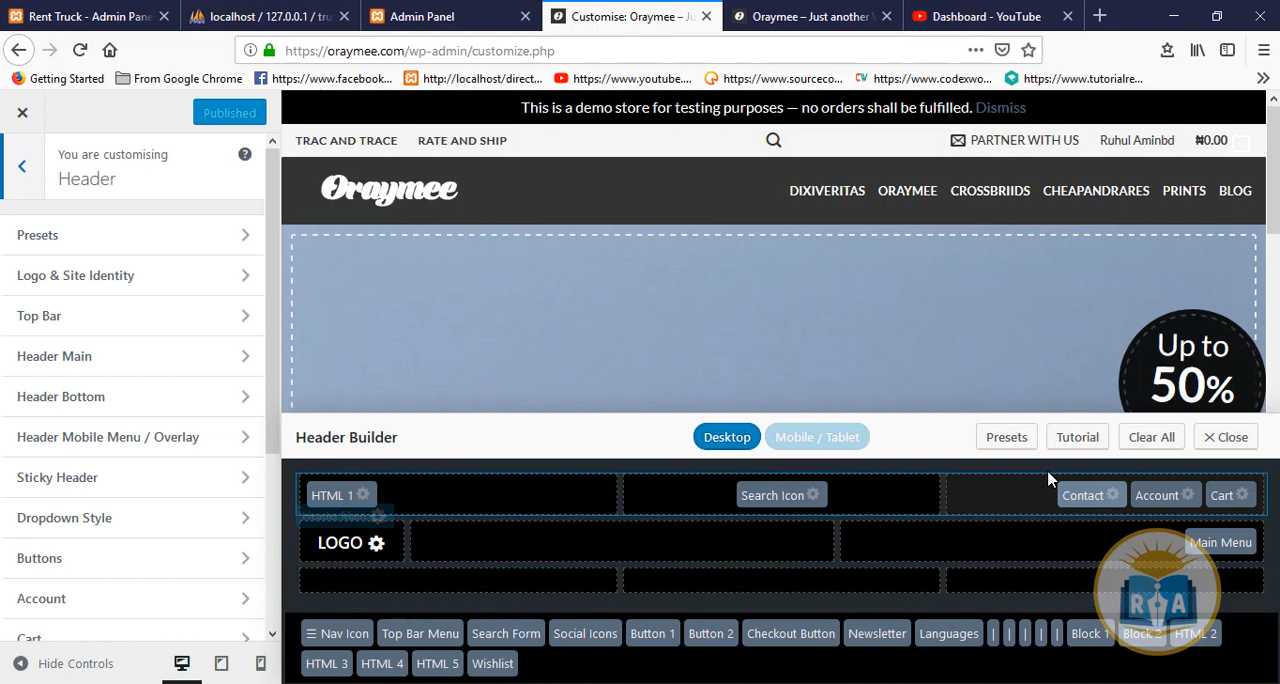 Rent Truck - Admin Pane
localhost / 127.0.0.1 / tru
Admin Panel
Customise: Oraymee – Ju
Oraymee – Just another
Dashboard - YouTube
https://oraymee.com/wp-admin/customize.php
Getting Started
From Google Chrome
https://www.facebook...
http://localhost/direct...
https://www.youtube....
https://www.sourceco...
https://www.codexwo...
https://www.tutorialre...
Published
You are customising
Header
Presets
Logo & Site Identity
Top Bar
Header Main
Header Bottom
Header Mobile Menu / Overlay
Sticky Header
Dropdown Style
Buttons
Account
Cart
Hide Controls
This is a demo store for testing purposes — no orders shall be fulfilled. Dismiss
TRAC AND TRACE RATE AND SHIP PARTNER WITH US Ruhul Aminbd ₦0.00
Oraymee DIXIVERITAS ORAYMEE CROSSBRIIDS CHEAPANDRARES PRINTS BLOG
Up to
50%
Header Builder Desktop Mobile / Tablet Presets Tutorial Clear All Close
HTML 1 Search Icon Contact Account Cart
LOGO Main Menu
Nav Icon Top Bar Menu Search Form Social Icons Button 1 Button 2 Checkout Button Newsletter Languages | | | | | Block 1 Block 2 HTML 2
HTML 3 HTML 4 HTML 5 Wishlist
R A